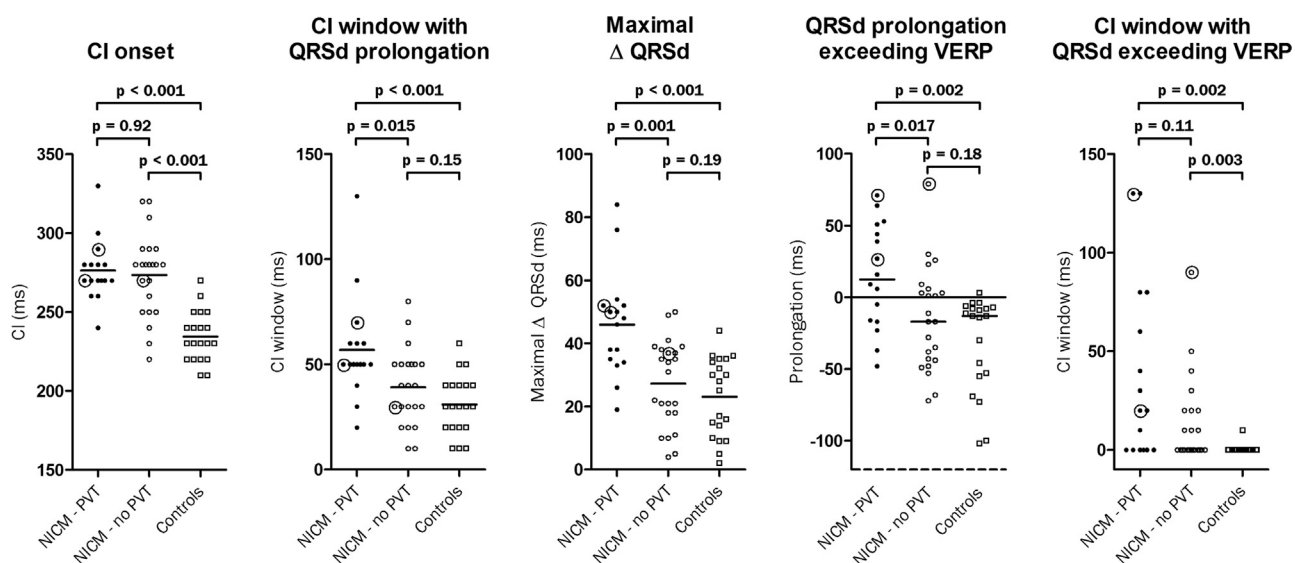 CI onset
p < 0.001
p = 0.92
p < 0.001
350
300
250
200
150
CI (ms)
NICM - PVT
NICM - no PVT
Controls
CI window with
QRSd prolongation
p < 0.001
p = 0.015
p = 0.15
150
100
50
0
CI window (ms)
NICM - PVT
NICM - no PVT
Controls
Maximal
Δ QRSd
p < 0.001
p = 0.001
p = 0.19
100
80
60
40
20
0
Maximal Δ QRSd (ms)
NICM - PVT
NICM - no PVT
Controls
QRSd prolongation
exceeding VERP
p = 0.002
p = 0.017
p = 0.18
100
50
0
-50
-100
Prolongation (ms)
NICM - PVT
NICM - no PVT
Controls
CI window with
QRSd exceeding VERP
p = 0.002
p = 0.11
p 0.003
150
100
50
0
CI window (ms)
NICM - PVT
NICM - no PVT
Controls